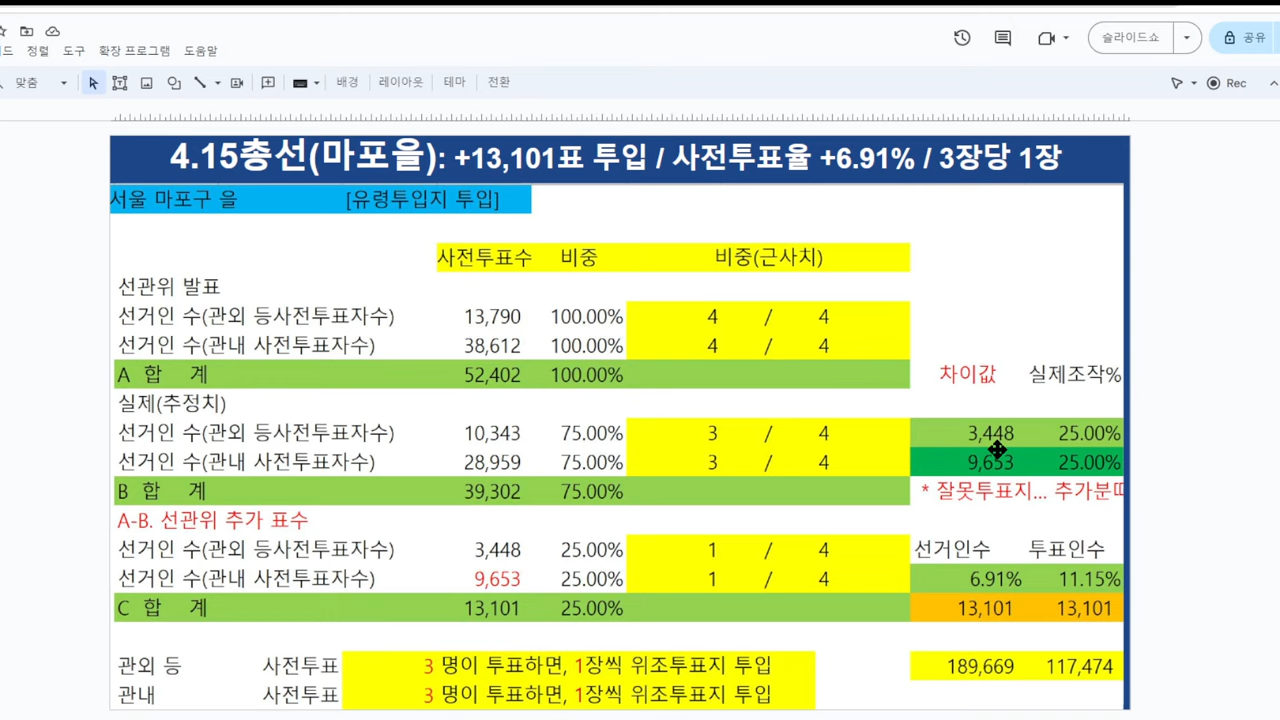 정렬 도구 확장 프로그램 도움말
슬라이드쇼 공유
맞춤 배경 레이아웃 테마 전환 Rec
4.15총선(마포을): +13,101표 투입 / 사전투표율 +6.91% / 3장당 1장
서울 마포구 을 [유령투입지 투입]
사전투표수 비중 비중(근사치)
선관위 발표
선거인 수(관외 등사전투표자수) 13,790 100.00% 4 / 4
선거인 수(관내 사전투표자수) 38,612 100.00% 4 / 4
A 합 계 52,402 100.00% 차이값 실제조작%
실제(추정치)
선거인 수(관외 등사전투표자수) 10,343 75.00% 3 / 4 3,448 25.00%
선거인 수(관내 사전투표자수) 28,959 75.00% 3 / 4 9,653 25.00%
B 합 계 39,302 75.00% * 잘못투표지... 추가분
A-B. 선관위 추가 표수
선거인 수(관외 등사전투표자수) 3,448 25.00% 1 / 4 선거인수 투표인수
선거인 수(관내 사전투표자수) 9,653 25.00% 1 / 4 6.91% 11.15%
C 합 계 13,101 25.00% 13,101 13,101
관외 등 사전투표 3 명이 투표하면, 1장씩 위조투표지 투입 189,669 117,474
관내 사전투표 3 명이 투표하면, 1장씩 위조투표지 투입